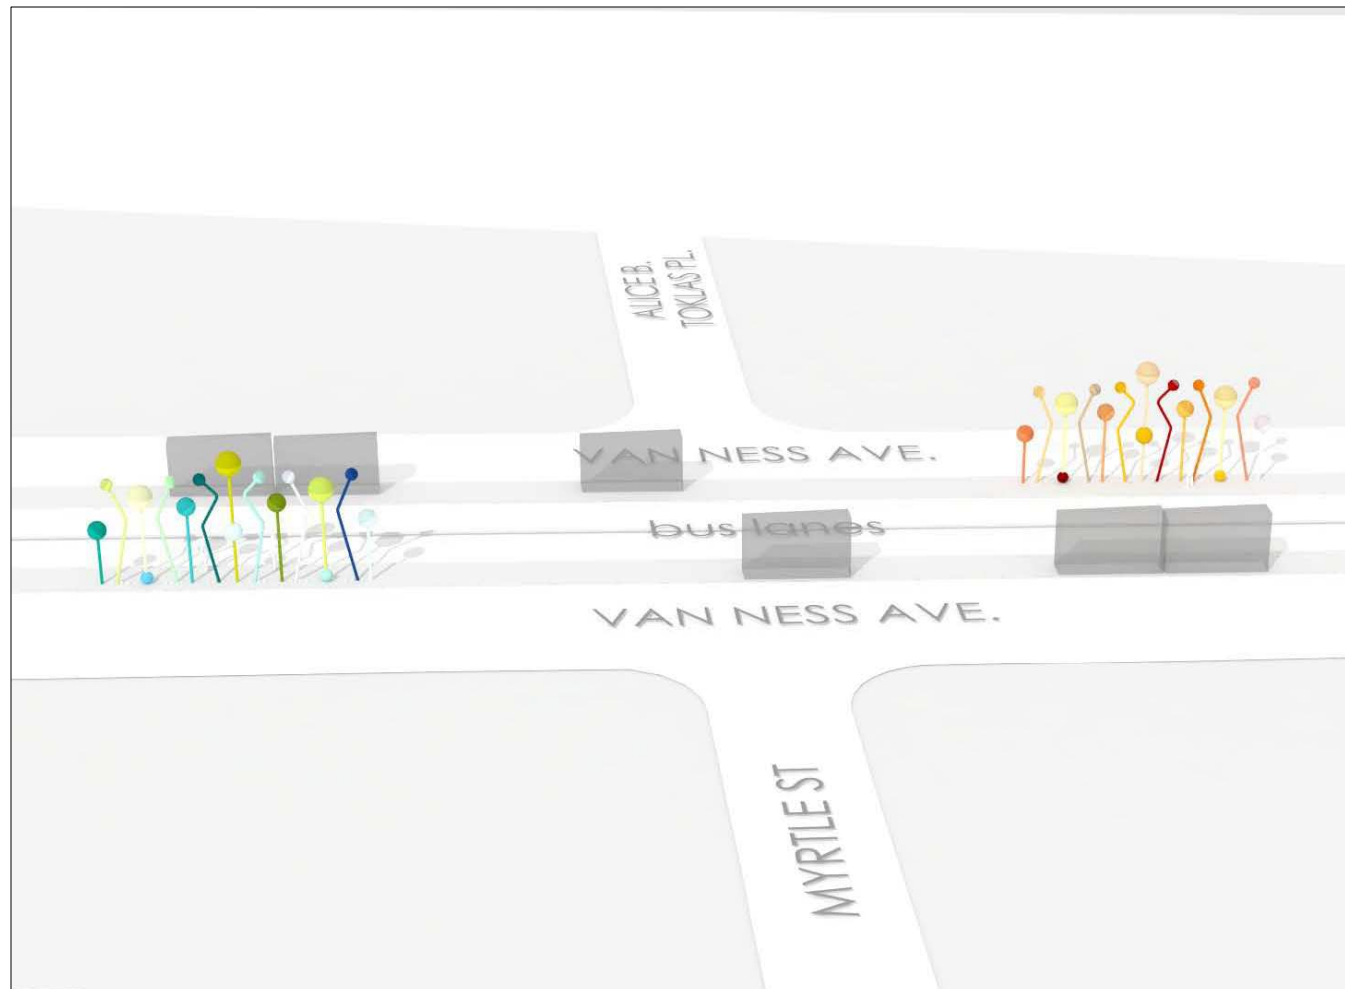 ALICE B.
TOKLAS PL.
VAN NESS AVE.
bus lanes
VAN NESS AVE.
MYRTLE ST